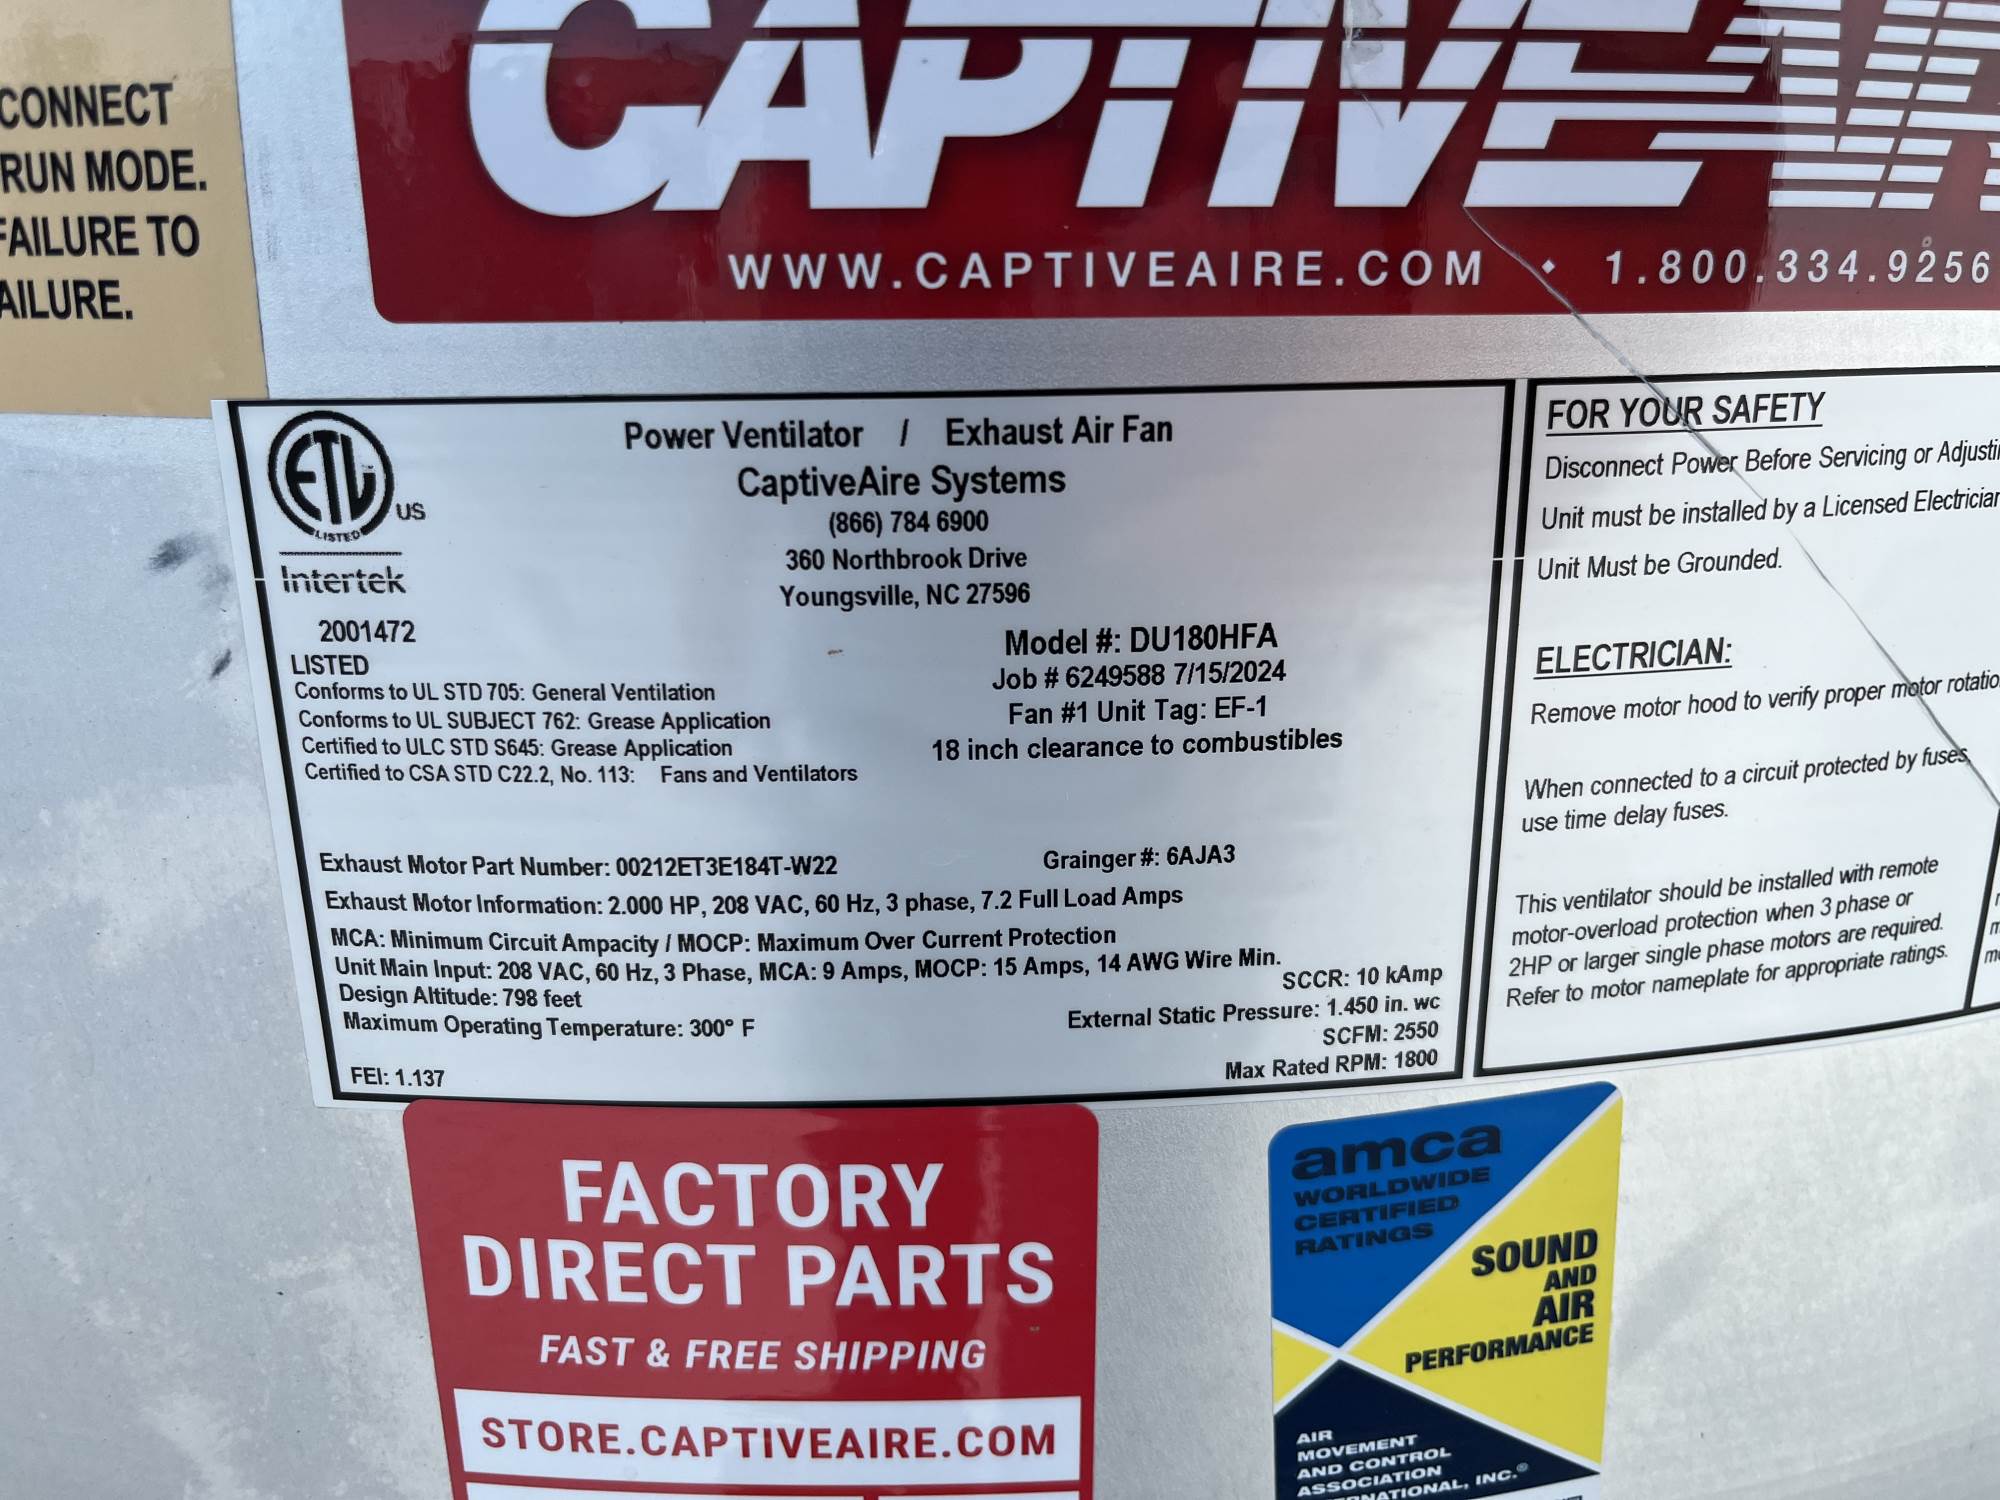 CONNECT
RUN MODE.
FAILURE TO
AILURE.
CAPTIVEAI
WWW.CAPTIVEAIRE.COM • 1.800.334.9256
ETL
LISTED
US
Intertek
2001472
LISTED
Conforms to UL STD 705: General Ventilation
Conforms to UL SUBJECT 762: Grease Application
Certified to ULC STD S645: Grease Application
Certified to CSA STD C22.2, No. 113: Fans and Ventilators
Power Ventilator / Exhaust Air Fan
CaptiveAire Systems
(866) 784 6900
360 Northbrook Drive
Youngsville, NC 27596
Model #: DU180HFA
Job # 6249588 7/15/2024
Fan #1 Unit Tag: EF-1
18 inch clearance to combustibles
Exhaust Motor Part Number: 00212ET3E184T-W22 Grainger #: 6AJA3
Exhaust Motor Information: 2.000 HP, 208 VAC, 60 Hz, 3 phase, 7.2 Full Load Amps
MCA: Minimum Circuit Ampacity / MOCP: Maximum Over Current Protection
Unit Main Input: 208 VAC, 60 Hz, 3 Phase, MCA: 9 Amps, MOCP: 15 Amps, 14 AWG Wire Min.
Design Altitude: 798 feet
Maximum Operating Temperature: 300° F
FEI: 1.137
SCCR: 10 kAmp
External Static Pressure: 1.450 in. wc
SCFM: 2550
Max Rated RPM: 1800
FOR YOUR SAFETY
Disconnect Power Before Servicing or Adjusti
Unit must be installed by a Licensed Electrician
Unit Must be Grounded.
ELECTRICIAN:
Remove motor hood to verify proper motor rotatio
When connected to a circuit protected by fuses,
use time delay fuses.
This ventilator should be installed with remote
motor-overload protection when 3 phase or
2HP or larger single phase motors are required.
Refer to motor nameplate for appropriate ratings.
FACTORY
DIRECT PARTS
FAST & FREE SHIPPING
STORE.CAPTIVEAIRE.COM
amca
WORLDWIDE
CERTIFIED
RATINGS
SOUND
AND
AIR
PERFORMANCE
AIR
MOVEMENT
AND CONTROL
ASSOCIATION
NATIONAL, INC.®